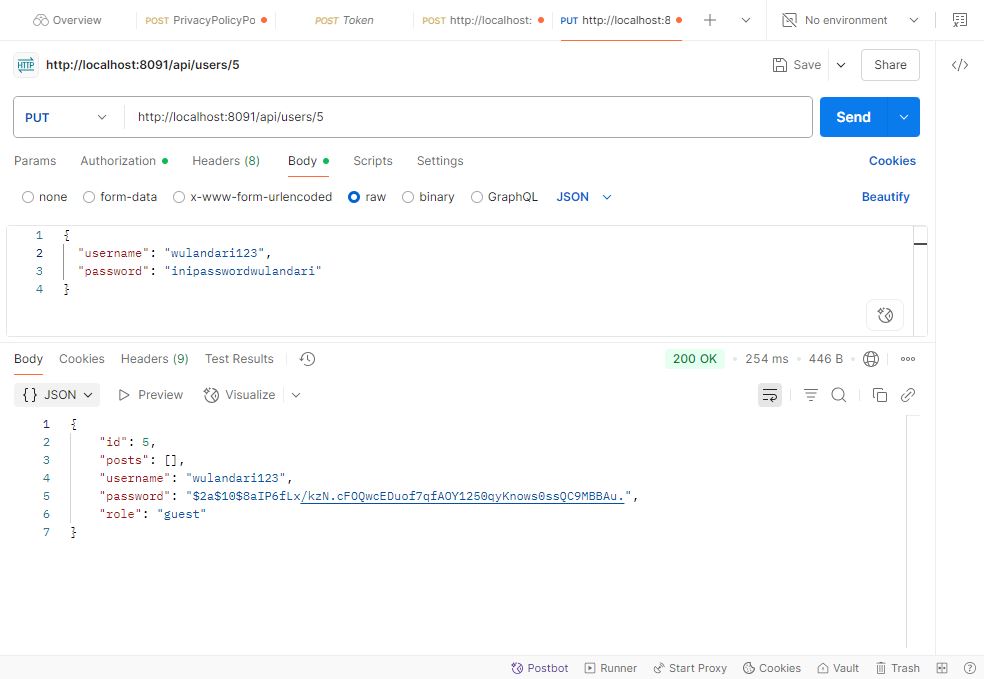 Overview POST PrivacyPolicyPo POST Token POST http://localhost: PUT http://localhost:8 No environment
HTTP http://localhost:8091/api/users/5 Save Share
PUT http://localhost:8091/api/users/5 Send
Params Authorization Headers (8) Body Scripts Settings Cookies
none form-data x-www-form-urlencoded raw binary GraphQL JSON Beautify
1 {
2 "username": "wulandari123",
3 "password": "inipasswordwulandari"
4 }
Body Cookies Headers (9) Test Results 200 OK 254 ms 446 B
{} JSON Preview Visualize
1 {
2 "id": 5,
3 "posts": [],
4 "username": "wulandari123",
5 "password": "$2a$10$8aIP6fLx/kzN.cFOQwcEDuof7qfAOY1250qyKnows0ssQC9MBBAu.",
6 "role": "guest"
7 }
Postbot Runner Start Proxy Cookies Vault Trash